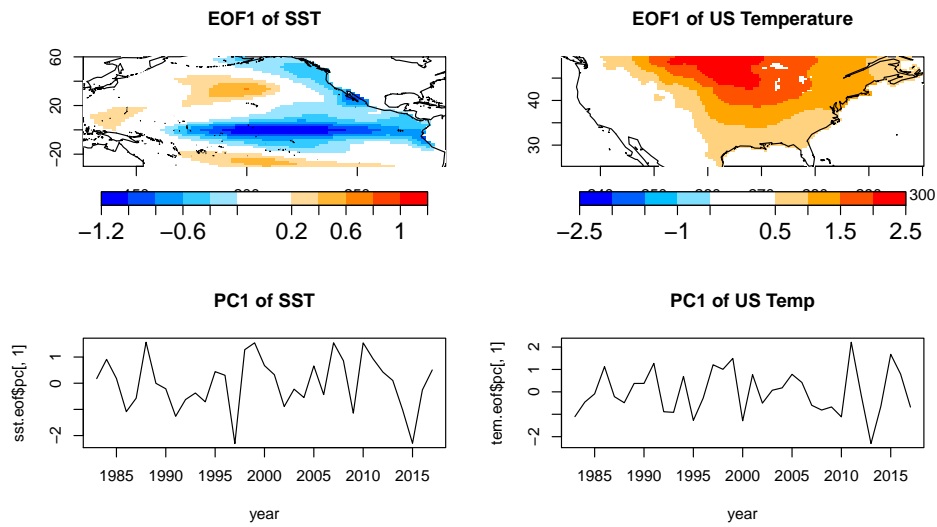 EOF1 of SST
60
20
−20
−1.2 −0.6 0.2 0.6 1
EOF1 of US Temperature
40
30
300
−2.5 −1 0.5 1.5 2.5
PC1 of SST
sst.eof$pc[, 1]
1
0
−2
1985 1990 1995 2000 2005 2010 2015
year
PC1 of US Temp
tem.eof$pc[, 1]
2
1
0
−2
1985 1990 1995 2000 2005 2010 2015
year